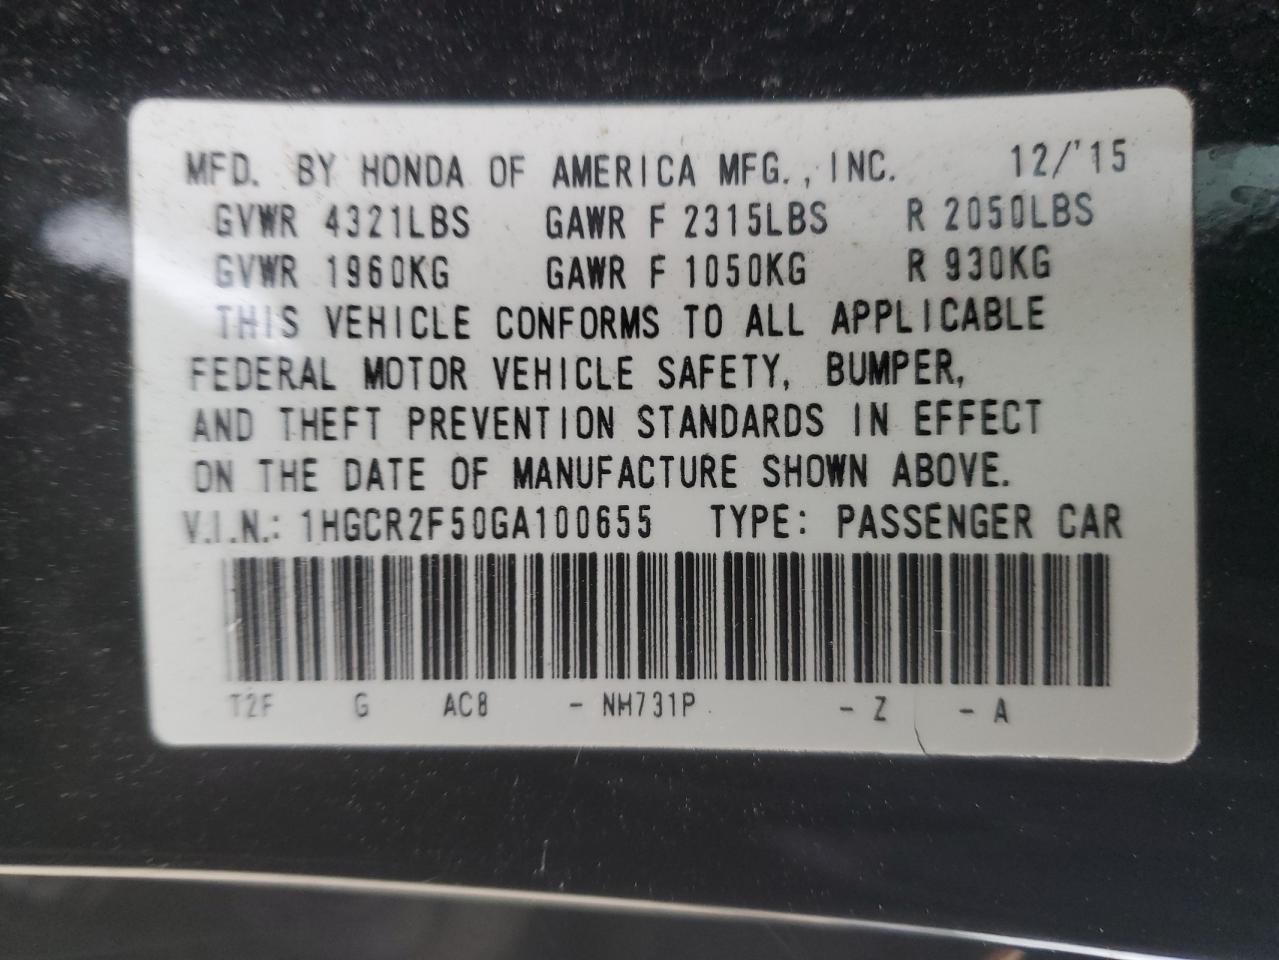 MFD. BY HONDA OF AMERICA MFG., INC. 12/'15
GVWR 4321LBS GAWR F 2315LBS R 2050LBS
GVWR 1960KG GAWR F 1050KG R 930KG
THIS VEHICLE CONFORMS TO ALL APPLICABLE
FEDERAL MOTOR VEHICLE SAFETY, BUMPER,
AND THEFT PREVENTION STANDARDS IN EFFECT
ON THE DATE OF MANUFACTURE SHOWN ABOVE.
V.I.N.: 1HGCR2F50GA100655 TYPE: PASSENGER CAR
T2F G AC8 - NH731P - Z - A